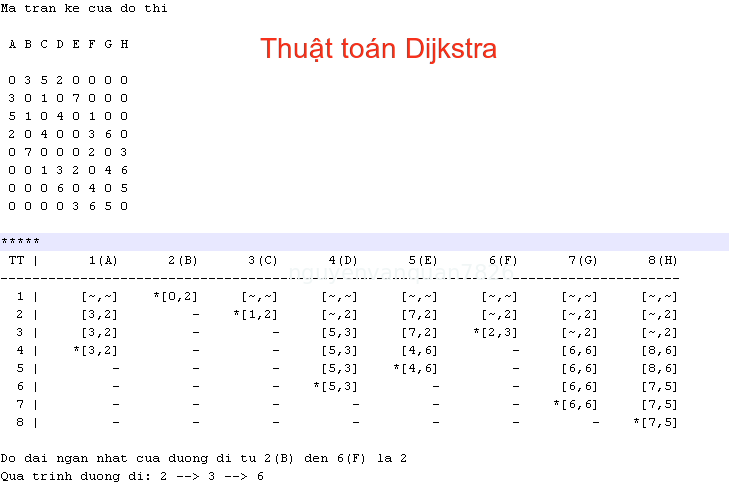 Ma tran ke cua do thi
Thuật toán Dijkstra
A B C D E F G H
0 3 5 2 0 0 0 0
3 0 1 0 7 0 0 0
5 1 0 4 0 1 0 0
2 0 4 0 0 3 6 0
0 7 0 0 0 2 0 3
0 0 1 3 2 0 4 6
0 0 0 6 0 4 0 5
0 0 0 0 3 6 5 0
*****
TT | 1(A) 2(B) 3(C) 4(D) 5(E) 6(F) 7(G) 8(H)
1 | [~,~] *[0,2] [~,~] [~,~] [~,~] [~,~] [~,~] [~,~]
2 | [3,2] - *[1,2] [~,2] [7,2] [~,2] [~,2] [~,2]
3 | [3,2] - - [5,3] [7,2] *[2,3] [~,2] [~,2]
4 | *[3,2] - - [5,3] [4,6] - [6,6] [8,6]
5 | - - - [5,3] *[4,6] - [6,6] [8,6]
6 | - - - *[5,3] - - [6,6] [7,5]
7 | - - - - - - *[6,6] [7,5]
8 | - - - - - - - *[7,5]
Do dai ngan nhat cua duong di tu 2(B) den 6(F) la 2
Qua trinh duong di: 2 --> 3 --> 6